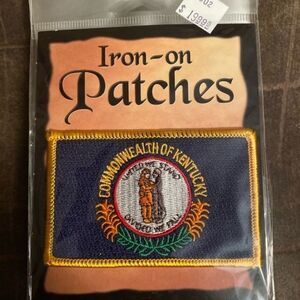 Iron-on
Patches
COMMONWEALTH OF KENTUCKY
UNITED WE STAND
DIVIDED WE FALL